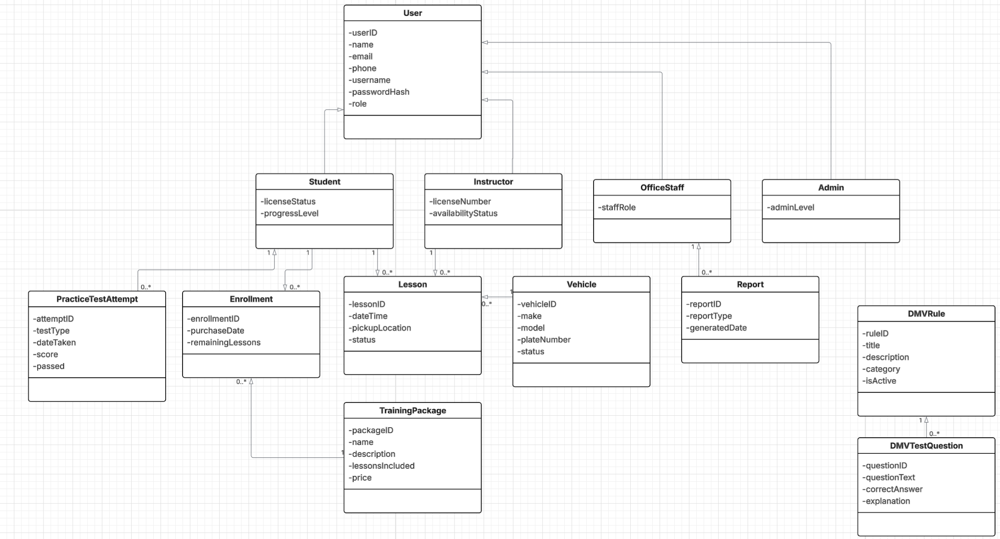 User
-userID
-name
-email
-phone
-username
-passwordHash
-role
Student
-licenseStatus
-progressLevel
Instructor
-licenseNumber
-availabilityStatus
OfficeStaff
-staffRole
Admin
-adminLevel
1
1
1
1
1
0..*
0..*
0..*
0..*
0..*
PracticeTestAttempt
-attemptID
-testType
-dateTaken
-score
-passed
Enrollment
-enrollmentID
-purchaseDate
-remainingLessons
0..*
Lesson
-lessonID
-dateTime
-pickupLocation
-status
1
0..*
Vehicle
-vehicleID
-make
-model
-plateNumber
-status
Report
-reportID
-reportType
-generatedDate
DMVRule
-ruleID
-title
-description
-category
-isActive
1
0..*
TrainingPackage
-packageID
-name
-description
-lessonsIncluded
-price
1
DMVTestQuestion
-questionID
-questionText
-correctAnswer
-explanation